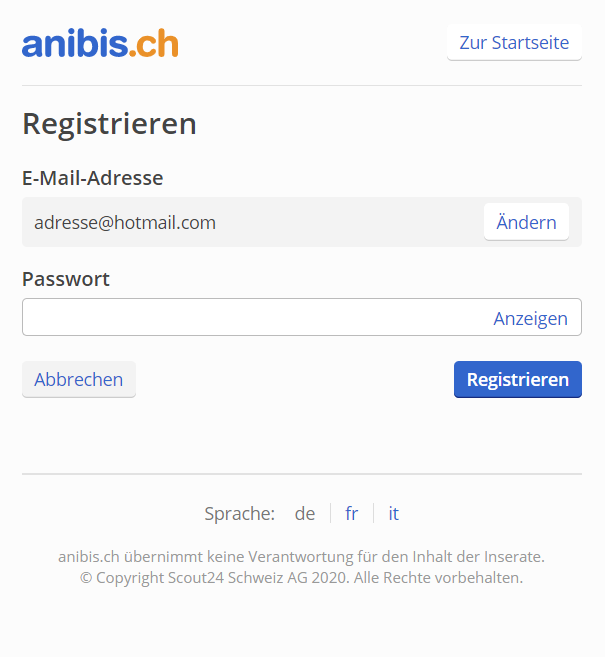 anibis.ch
Zur Startseite
Registrieren
E-Mail-Adresse
adresse@hotmail.com
Ändern
Passwort
Anzeigen
Abbrechen
Registrieren
Sprache: de fr it
anibis.ch übernimmt keine Verantwortung für den Inhalt der Inserate.
© Copyright Scout24 Schweiz AG 2020. Alle Rechte vorbehalten.